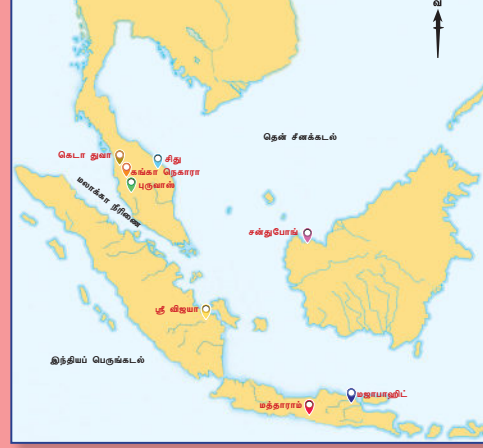 வ
தென் சீனக்கடல்
கெடா துவா
சிது
கங்கா நெகாரா
புருவாஸ்
மலாக்கா நீரிணை
சன்துபோங்
ஸ்ரீ விஜயா
இந்தியப் பெருங்கடல்
மஜாபாஹிட்
மத்தாராம்